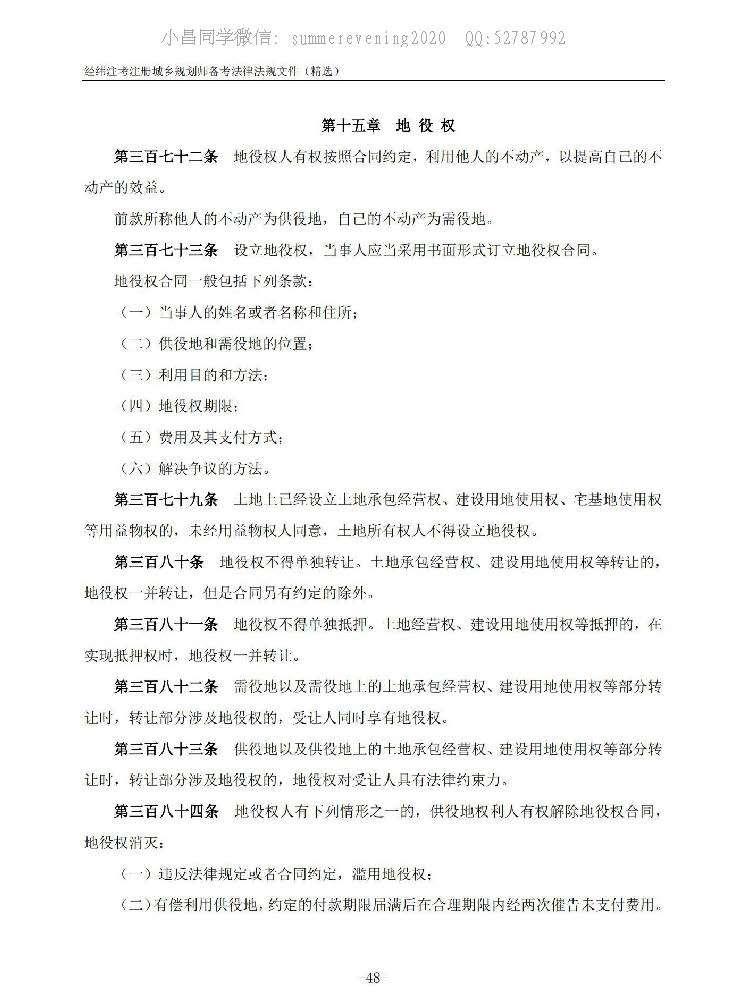 小昌同学微信: summerevening2020 QQ:52787992
经纬注考注册城乡规划师备考法律法规文件（精选）
第十五章 地 役 权
第三百七十二条 地役权人有权按照合同约定，利用他人的不动产，以提高自己的不
动产的效益。
前款所称他人的不动产为供役地，自己的不动产为需役地。
第三百七十三条 设立地役权，当事人应当采用书面形式订立地役权合同。
地役权合同一般包括下列条款：
（一）当事人的姓名或者名称和住所；
（二）供役地和需役地的位置；
（三）利用目的和方法；
（四）地役权期限；
（五）费用及其支付方式；
（六）解决争议的方法。
第三百七十九条 土地上已经设立土地承包经营权、建设用地使用权、宅基地使用权
等用益物权的，未经用益物权人同意，土地所有权人不得设立地役权。
第三百八十条 地役权不得单独转让。土地承包经营权、建设用地使用权等转让的，
地役权一并转让，但是合同另有约定的除外。
第三百八十一条 地役权不得单独抵押。土地经营权、建设用地使用权等抵押的，在
实现抵押权时，地役权一并转让。
第三百八十二条 需役地以及需役地上的土地承包经营权、建设用地使用权等部分转
让时，转让部分涉及地役权的，受让人同时享有地役权。
第三百八十三条 供役地以及供役地上的土地承包经营权、建设用地使用权等部分转
让时，转让部分涉及地役权的，地役权对受让人具有法律约束力。
第三百八十四条 地役权人有下列情形之一的，供役地权利人有权解除地役权合同，
地役权消灭：
（一）违反法律规定或者合同约定，滥用地役权；
（二）有偿利用供役地，约定的付款期限届满后在合理期限内经两次催告未支付费用。
-48-